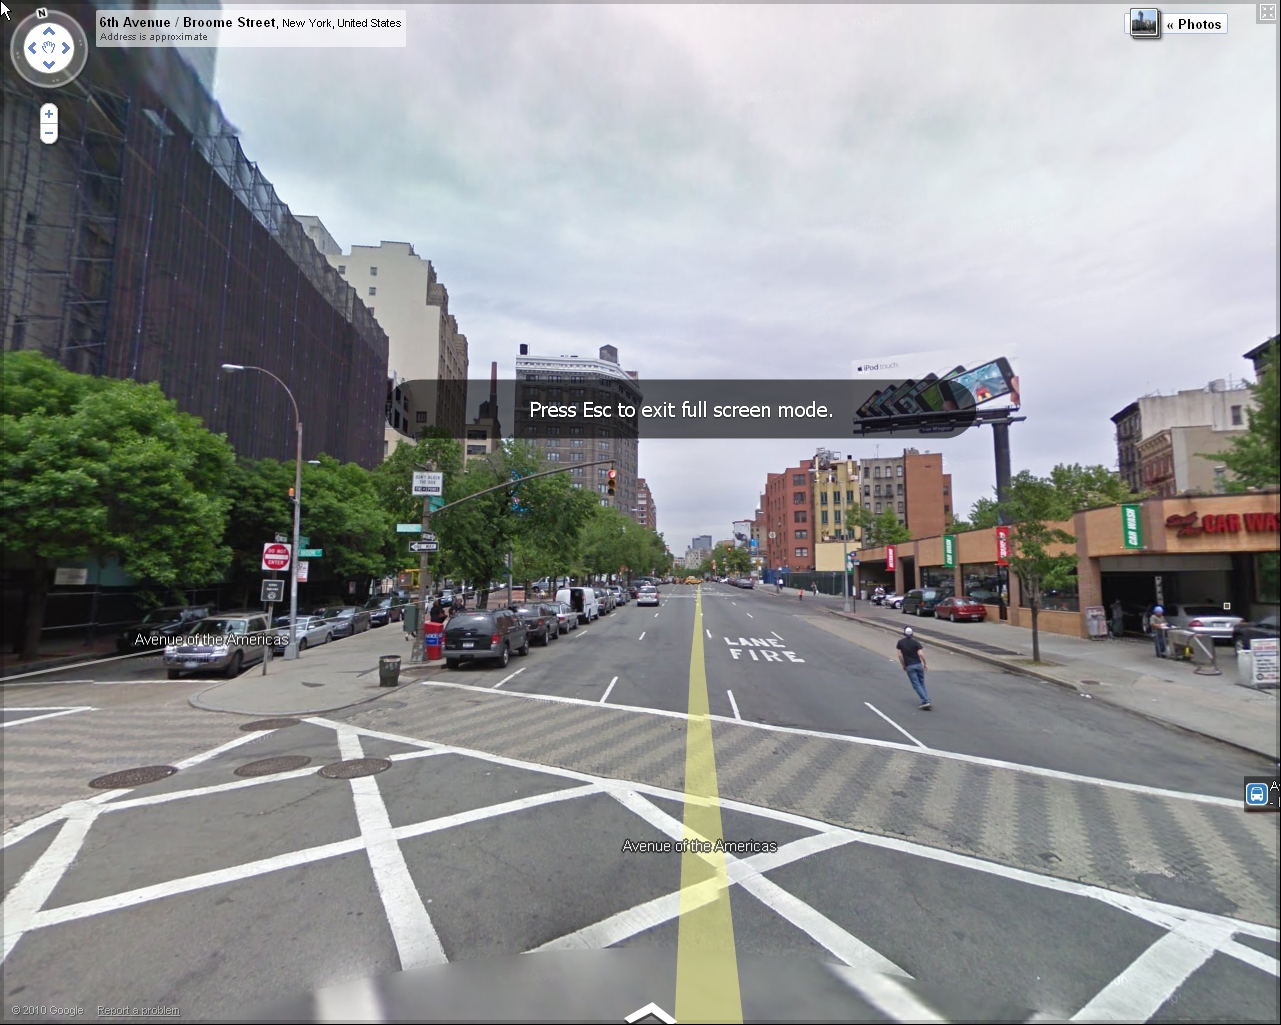 N
6th Avenue / Broome Street, New York, United States
Address is approximate
« Photos
+
−
iPod touch
Press Esc to exit full screen mode.
CAR WASH
CAR WA
DO NOT
ENTER
Avenue of the Americas
LANE
FIRE
Avenue of the Americas
A
© 2010 Google
Report a problem